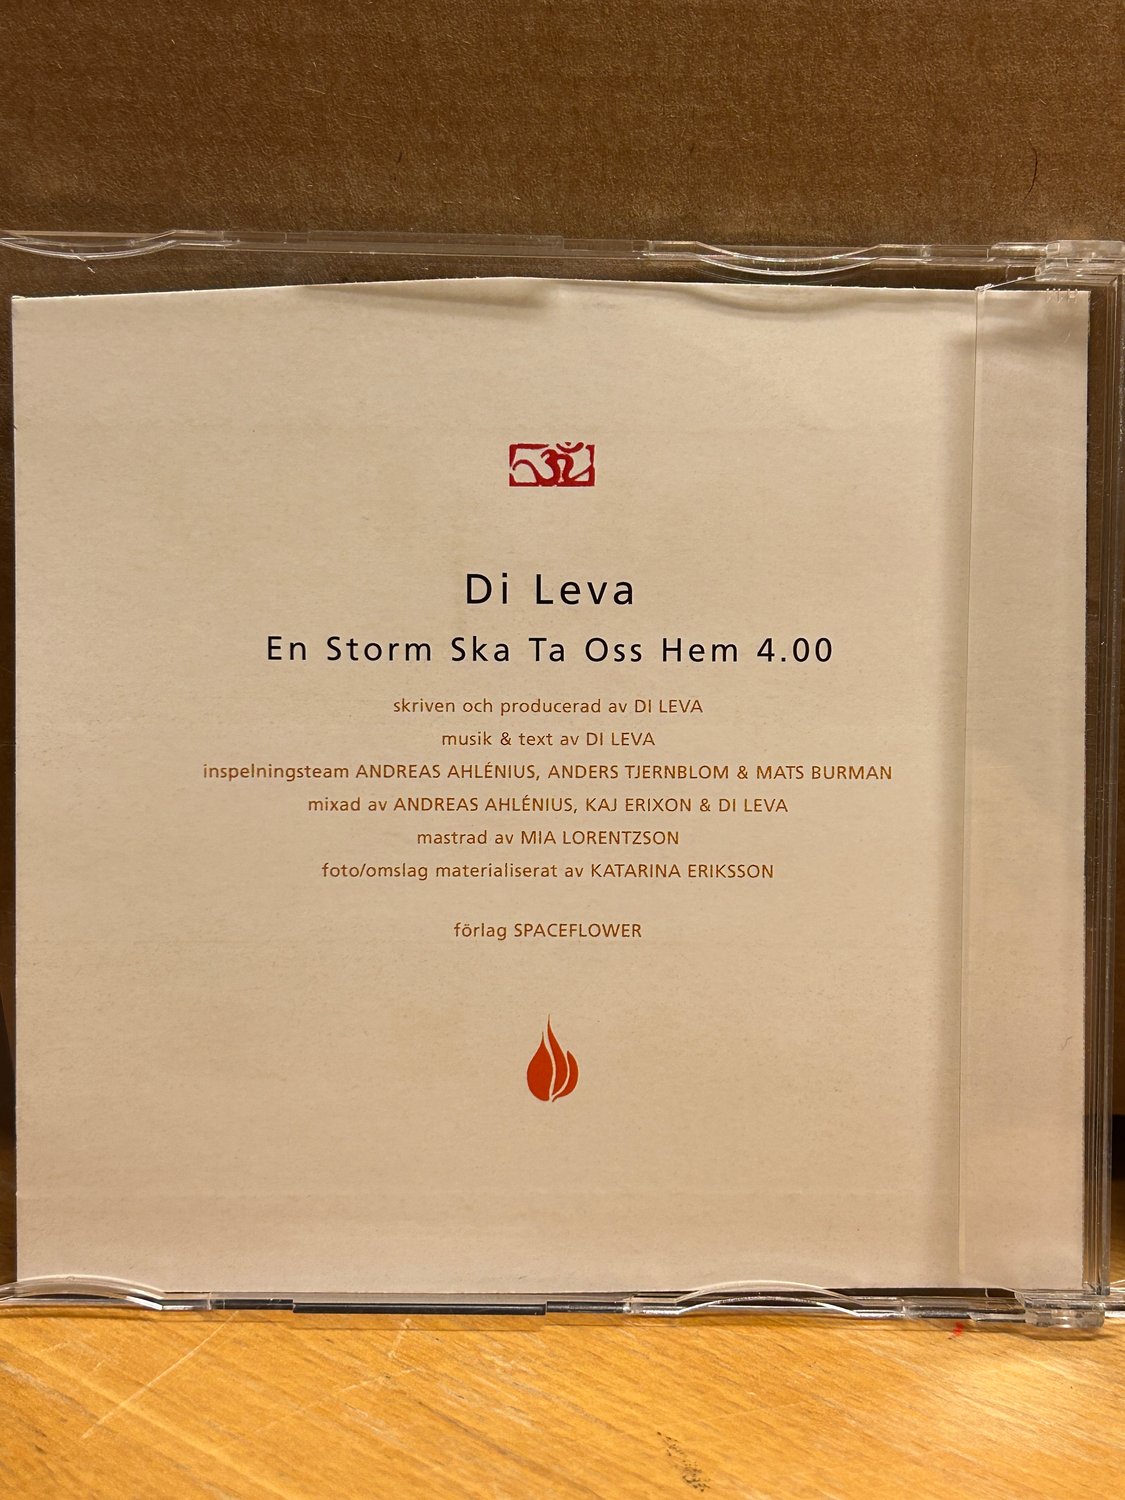 ॐ
Di Leva
En Storm Ska Ta Oss Hem 4.00
skriven och producerad av DI LEVA
musik & text av DI LEVA
inspelningsteam ANDREAS AHLÉNIUS, ANDERS TJERNBLOM & MATS BURMAN
mixad av ANDREAS AHLÉNIUS, KAJ ERIXON & DI LEVA
mastrad av MIA LORENTZSON
foto/omslag materialiserat av KATARINA ERIKSSON
förlag SPACEFLOWER